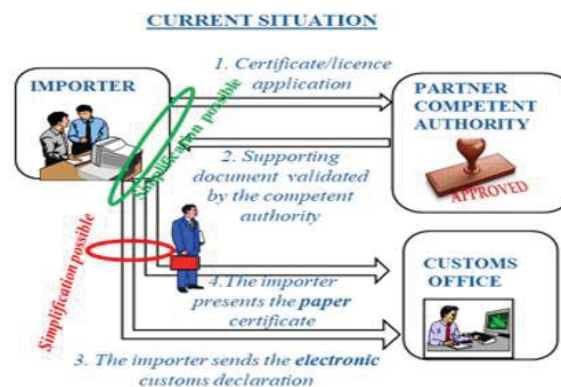 CURRENT SITUATION
IMPORTER
1. Certificate/licence
application
PARTNER
COMPETENT
AUTHORITY
Simplification possible
2. Supporting
document validated
by the competent
authority
APPROVED
Simplification possible
4.The importer
presents the paper
certificate
CUSTOMS
OFFICE
3. The importer sends the electronic
customs declaration